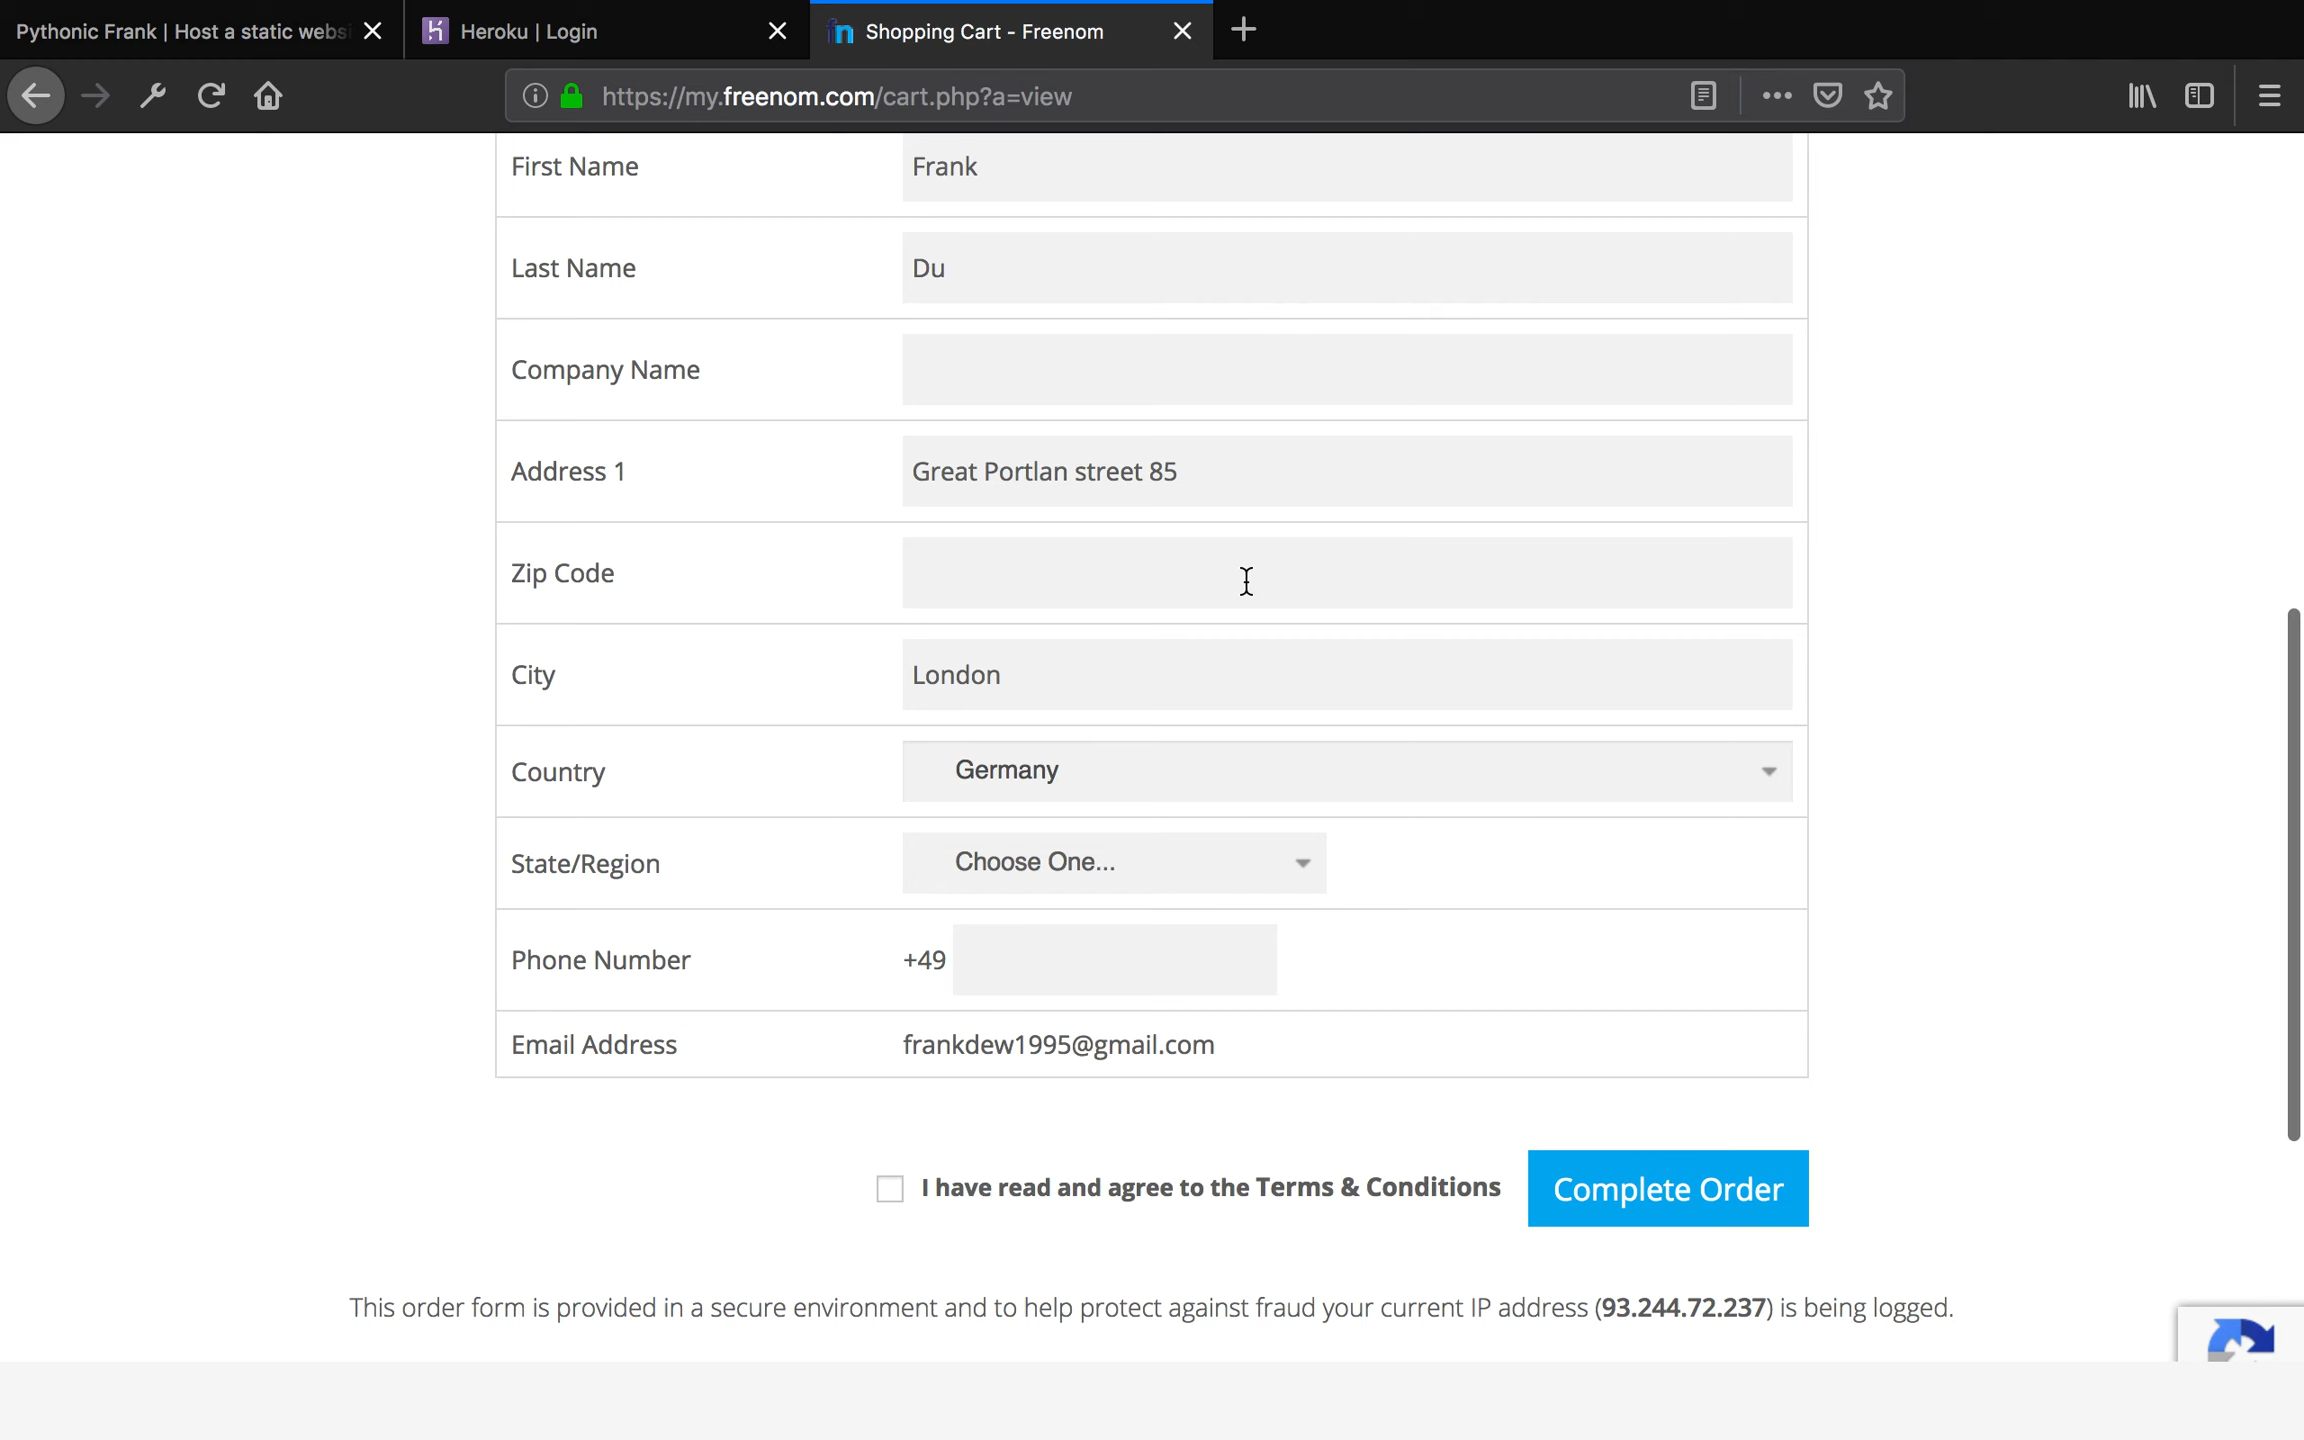 Pythonic Frank | Host a static webs
Heroku | Login
Shopping Cart - Freenom
https://my.freenom.com/cart.php?a=view
First Name Frank
Last Name Du
Company Name
Address 1 Great Portlan street 85
Zip Code
City London
Country Germany
State/Region Choose One...
Phone Number +49
Email Address frankdew1995@gmail.com
I have read and agree to the Terms & Conditions Complete Order
This order form is provided in a secure environment and to help protect against fraud your current IP address (93.244.72.237) is being logged.